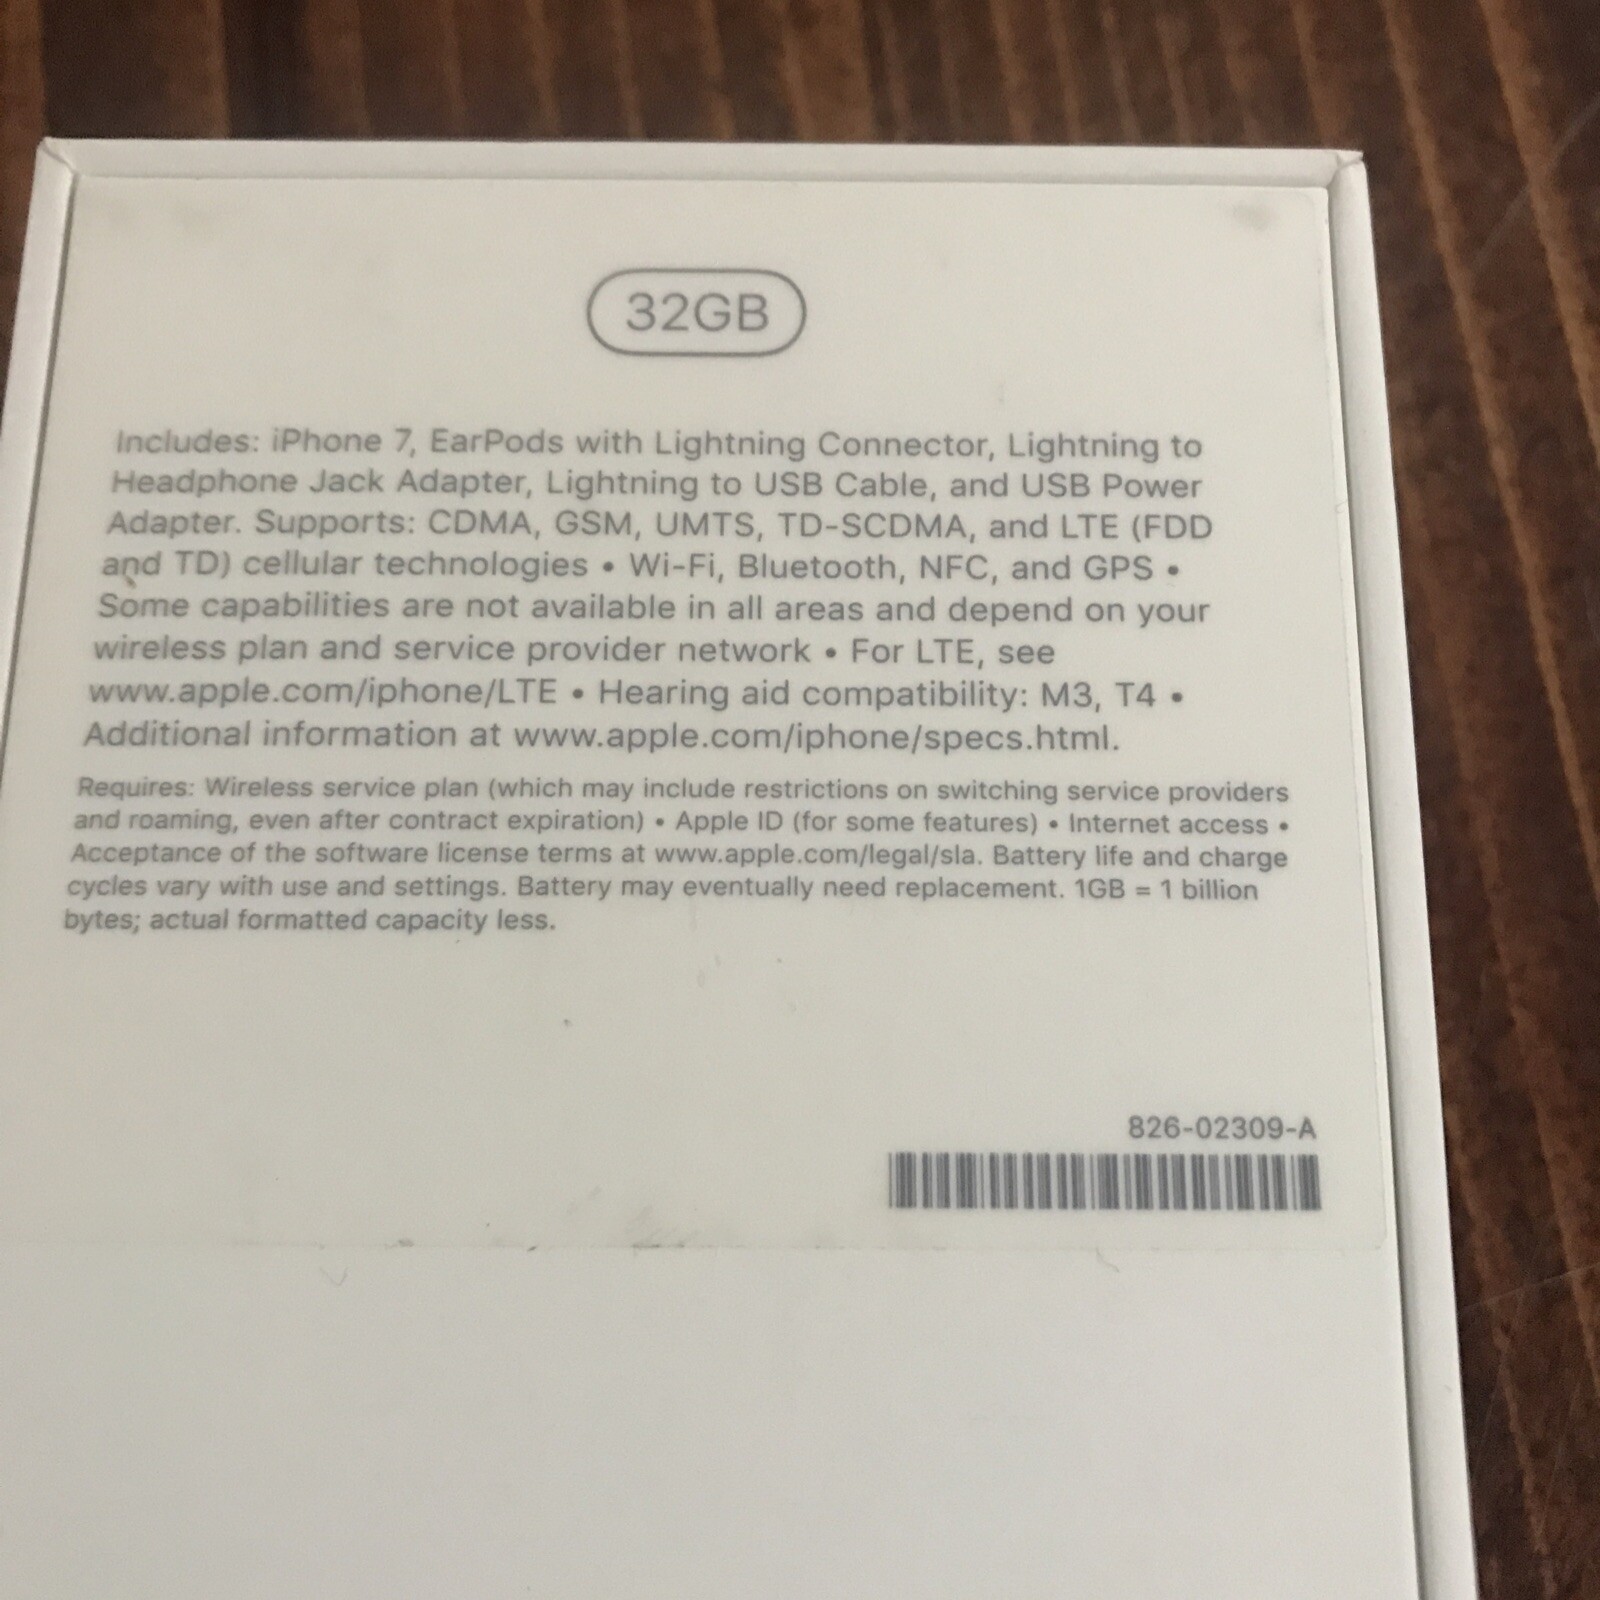 32GB
Includes: iPhone 7, EarPods with Lightning Connector, Lightning to
Headphone Jack Adapter, Lightning to USB Cable, and USB Power
Adapter. Supports: CDMA, GSM, UMTS, TD-SCDMA, and LTE (FDD
and TD) cellular technologies • Wi-Fi, Bluetooth, NFC, and GPS •
Some capabilities are not available in all areas and depend on your
wireless plan and service provider network • For LTE, see
www.apple.com/iphone/LTE • Hearing aid compatibility: M3, T4 •
Additional information at www.apple.com/iphone/specs.html.
Requires: Wireless service plan (which may include restrictions on switching service providers
and roaming, even after contract expiration) • Apple ID (for some features) • Internet access •
Acceptance of the software license terms at www.apple.com/legal/sla. Battery life and charge
cycles vary with use and settings. Battery may eventually need replacement. 1GB = 1 billion
bytes; actual formatted capacity less.
826-02309-A